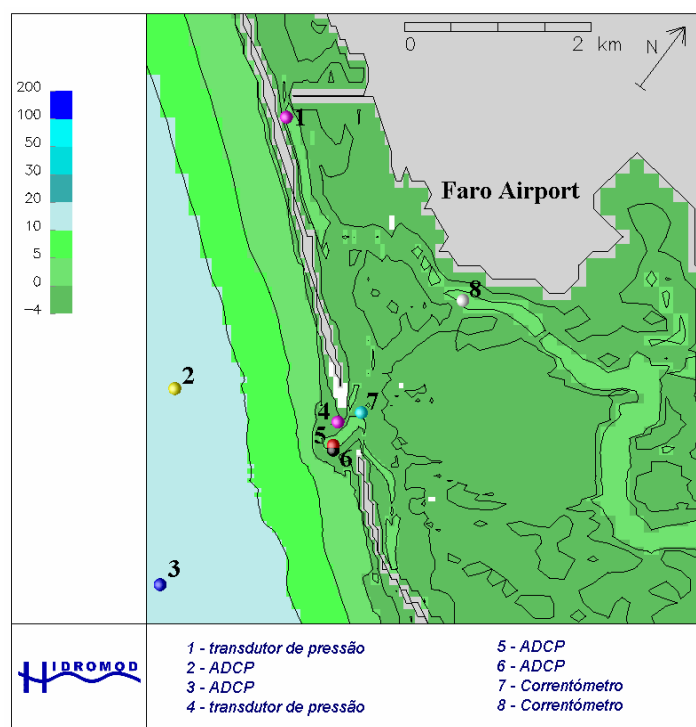 0 2 km
N
200
100
50
30
20
10
5
0
−4
1
Faro Airport
8
2
4
7
5
6
3
HIDROMOD
1 - transdutor de pressão
2 - ADCP
3 - ADCP
4 - transdutor de pressão
5 - ADCP
6 - ADCP
7 - Correntómetro
8 - Correntómetro